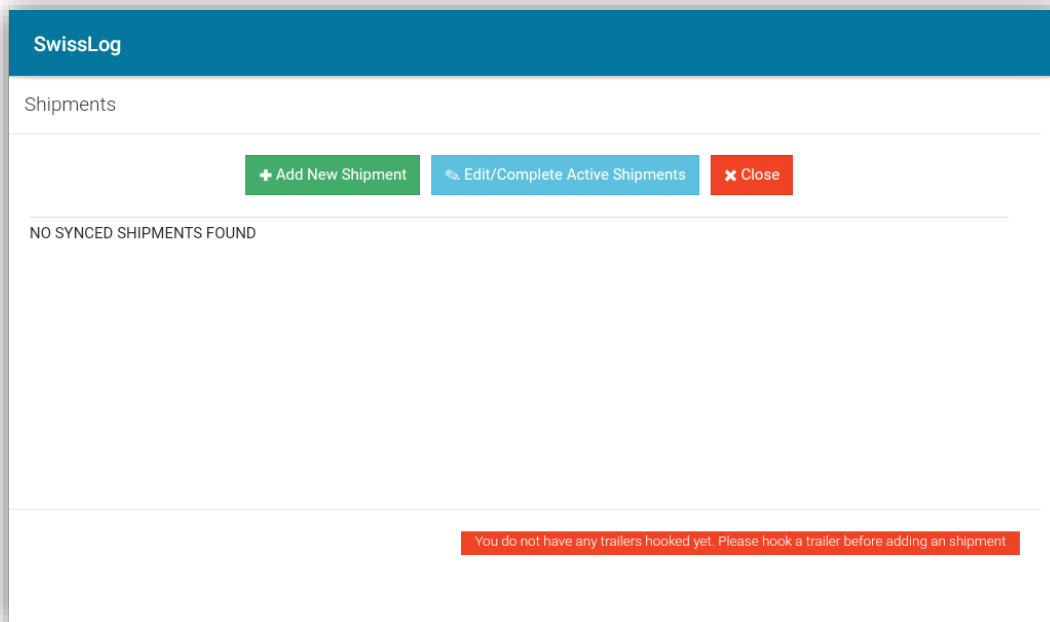 SwissLog
Shipments
Add New Shipment
Edit/Complete Active Shipments
Close
NO SYNCED SHIPMENTS FOUND
You do not have any trailers hooked yet. Please hook a trailer before adding an shipment